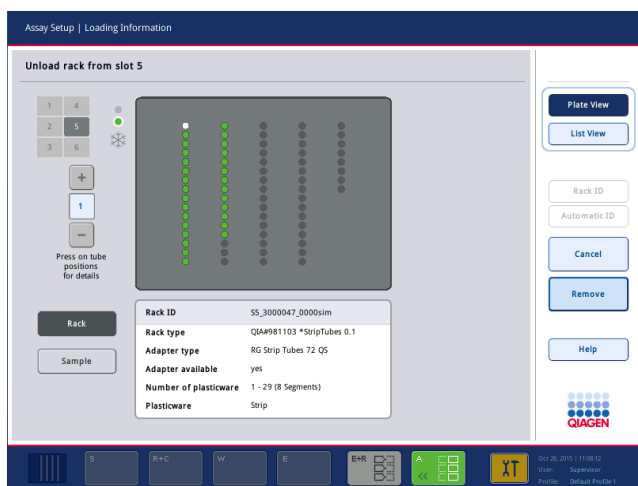 Assay Setup | Loading Information
Unload rack from slot 5
1 4
2 5
3 6
+
1
−
Press on tube
positions
for details
Rack
Sample
Rack ID S5_3000047_0000sim
Rack type QIA#981103 *StripTubes 0.1
Adapter type RG Strip Tubes 72 QS
Adapter available yes
Number of plasticware 1 - 29 (8 Segments)
Plasticware Strip
Plate View
List View
Rack ID
Automatic ID
Cancel
Remove
Help
QIAGEN
S R+C W E E+R A
Oct 26, 2015 | 11:08:12
User: Supervisor
Profile: Default Profile 1